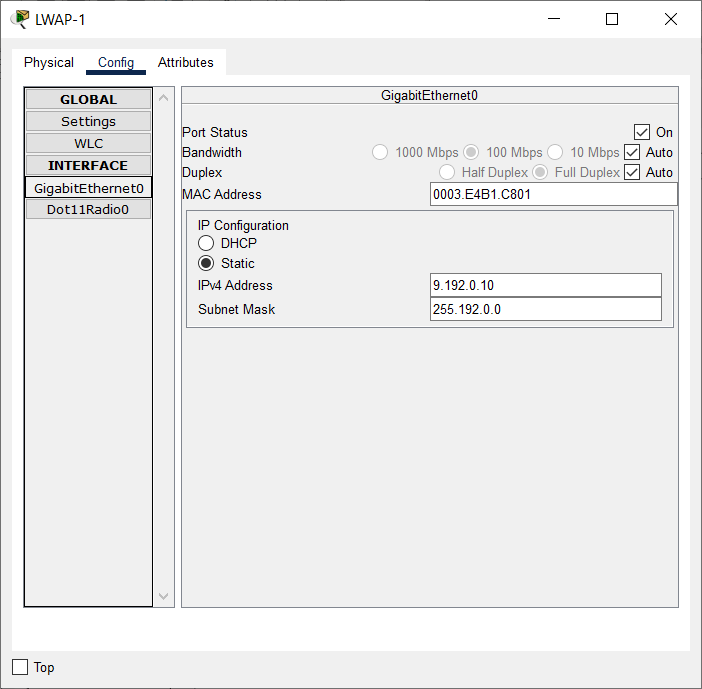 LWAP-1
Physical Config Attributes
GLOBAL
Settings
WLC
INTERFACE
GigabitEthernet0
Dot11Radio0
GigabitEthernet0
Port Status On
Bandwidth 1000 Mbps 100 Mbps 10 Mbps Auto
Duplex Half Duplex Full Duplex Auto
MAC Address 0003.E4B1.C801
IP Configuration
DHCP
Static
IPv4 Address 9.192.0.10
Subnet Mask 255.192.0.0
Top